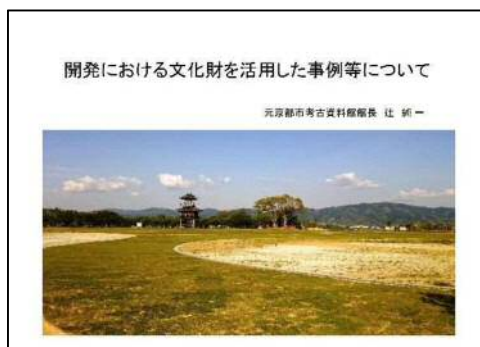 開発における文化財を活用した事例等について
元京都市考古資料館館長 辻 純一